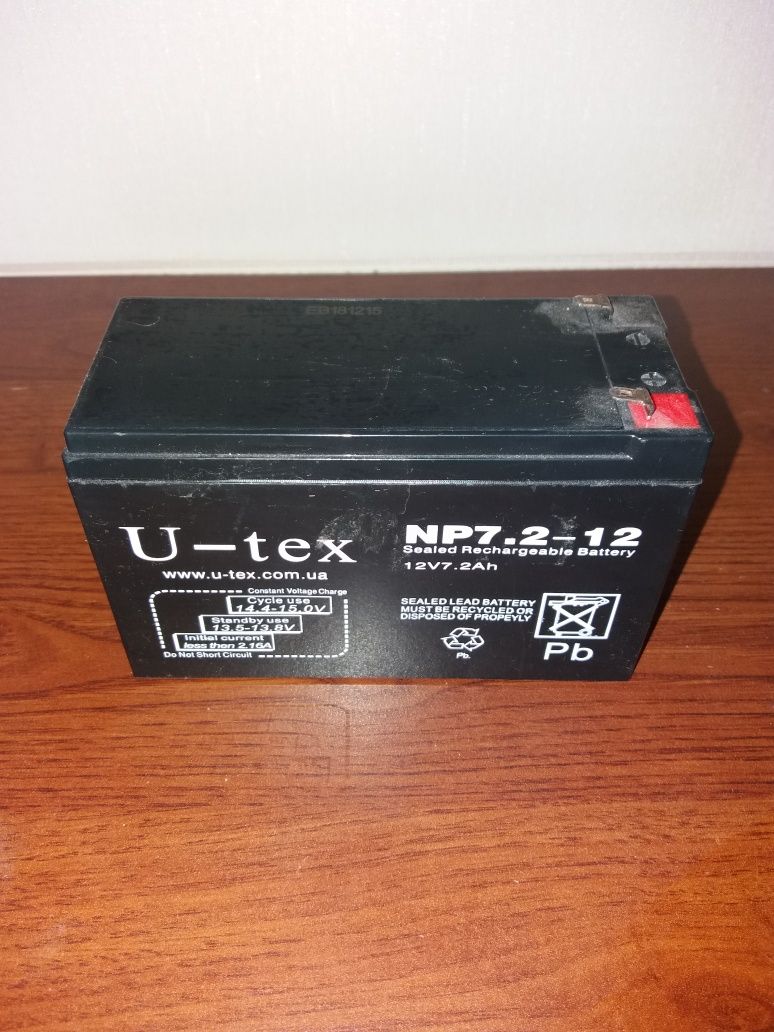 EB181215
U-tex
www.u-tex.com.ua
Constant Voltage Charge
Cycle use
14.4-15.0V
Standby use
13.5-13.8V
Initial current
less then 2.16A
Do Not Short Circuit
NP7.2-12
Sealed Rechargeable Battery
12V7.2Ah
SEALED LEAD BATTERY
MUST BE RECYCLED OR
DISPOSED OF PROPEYLY
Pb.
Pb